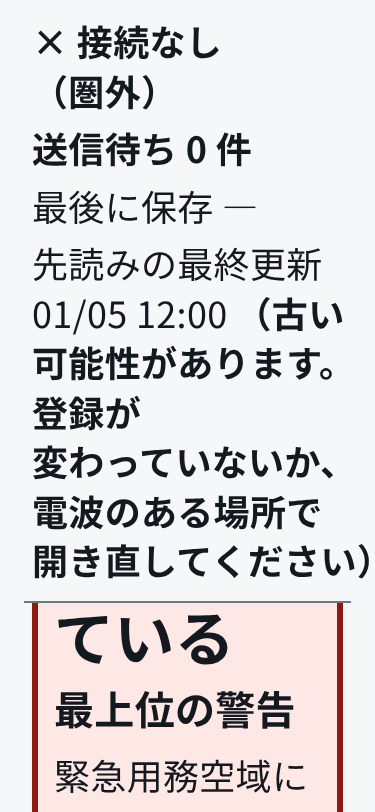 × 接続なし
（圏外）
送信待ち 0 件
最後に保存 —
先読みの最終更新
01/05 12:00 （古い
可能性があります。
登録が
変わっていないか、
電波のある場所で
開き直してください）
ている
最上位の警告
緊急用務空域に